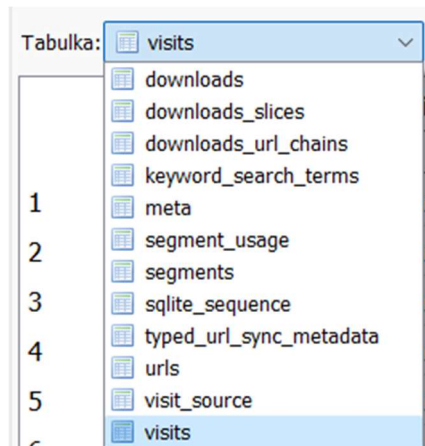 Tabulka: visits
downloads
downloads_slices
downloads_url_chains
keyword_search_terms
1
meta
2
segment_usage
segments
3
sqlite_sequence
4
typed_url_sync_metadata
urls
5
visit_source
visits